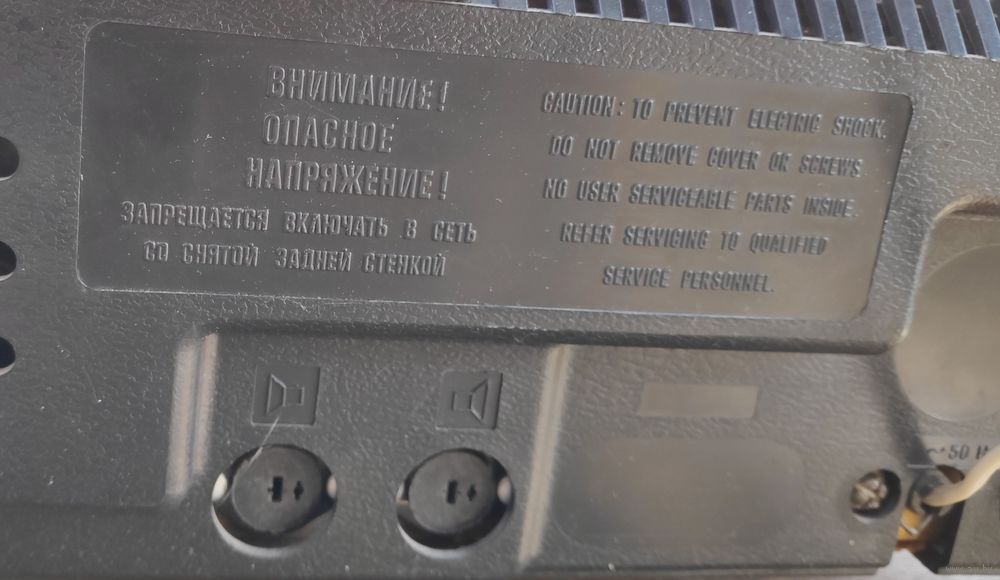 ВНИМАНИЕ!
ОПАСНОЕ
НАПРЯЖЕНИЕ!
ЗАПРЕЩАЕТСЯ ВКЛЮЧАТЬ В СЕТЬ
СО СНЯТОЙ ЗАДНЕЙ СТЕНКОЙ
CAUTION: TO PREVENT ELECTRIC SHOCK.
DO NOT REMOVE COVER OR SCREWS
NO USER SERVICEABLE PARTS INSIDE.
REFER SERVICING TO QUALIFIED
SERVICE PERSONNEL.
~50